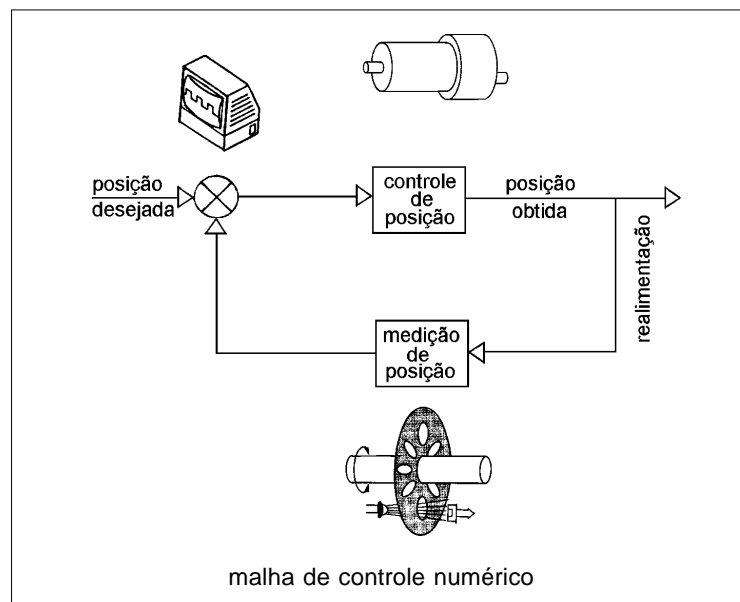 posição
desejada
controle
de
posição
posição
obtida
realimentação
medição
de
posição
malha de controle numérico